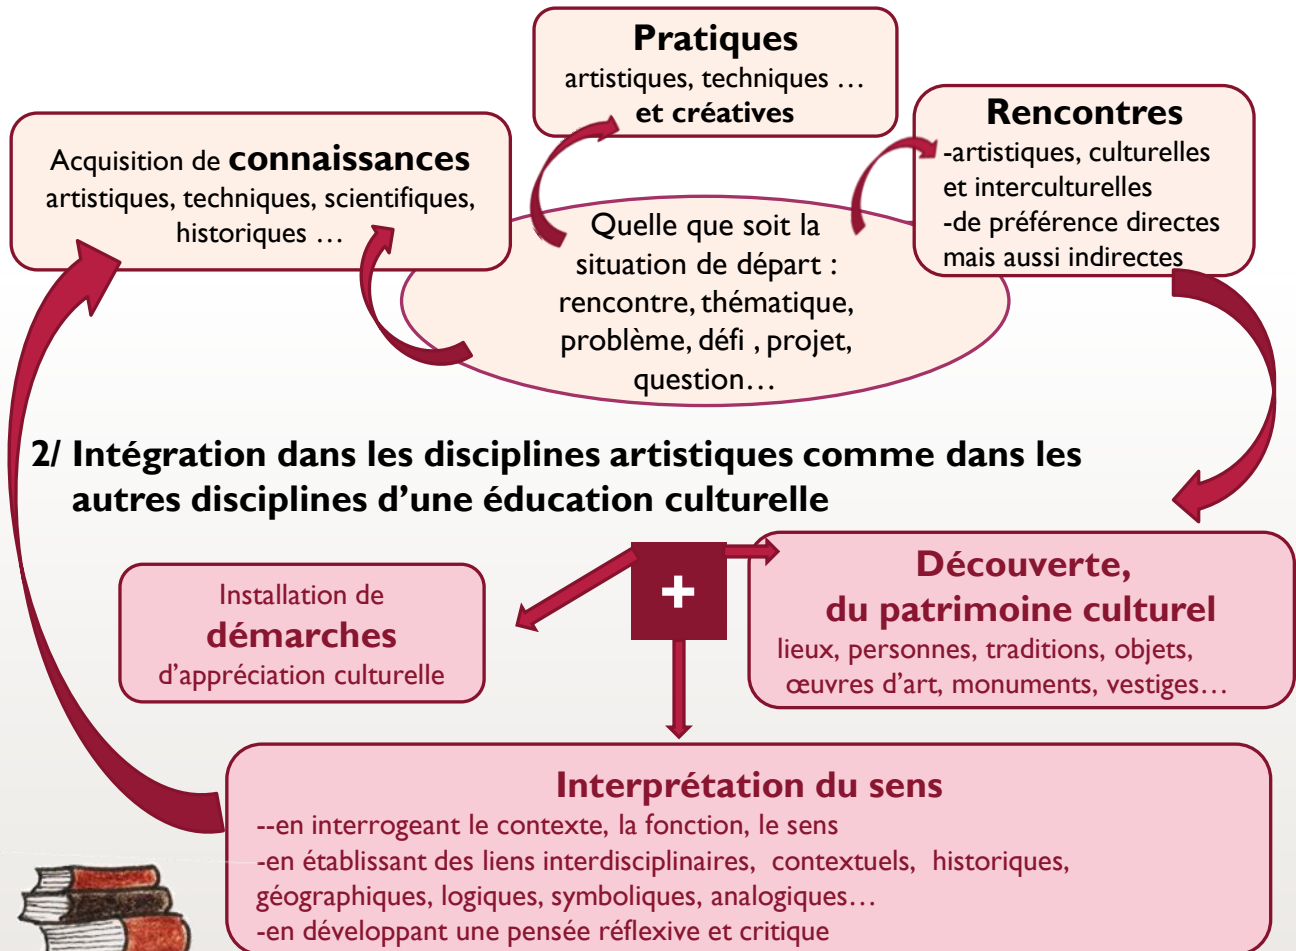 Pratiques
artistiques, techniques …
et créatives
Rencontres
-artistiques, culturelles
et interculturelles
-de préférence directes
mais aussi indirectes
Acquisition de connaissances
artistiques, techniques, scientifiques,
historiques …
Quelle que soit la
situation de départ :
rencontre, thématique,
problème, défi , projet,
question…
2/ Intégration dans les disciplines artistiques comme dans les
autres disciplines d’une éducation culturelle
+
Installation de
démarches
d’appréciation culturelle
Découverte,
du patrimoine culturel
lieux, personnes, traditions, objets,
œuvres d’art, monuments, vestiges…
Interprétation du sens
--en interrogeant le contexte, la fonction, le sens
-en établissant des liens interdisciplinaires, contextuels, historiques,
géographiques, logiques, symboliques, analogiques…
-en développant une pensée réflexive et critique